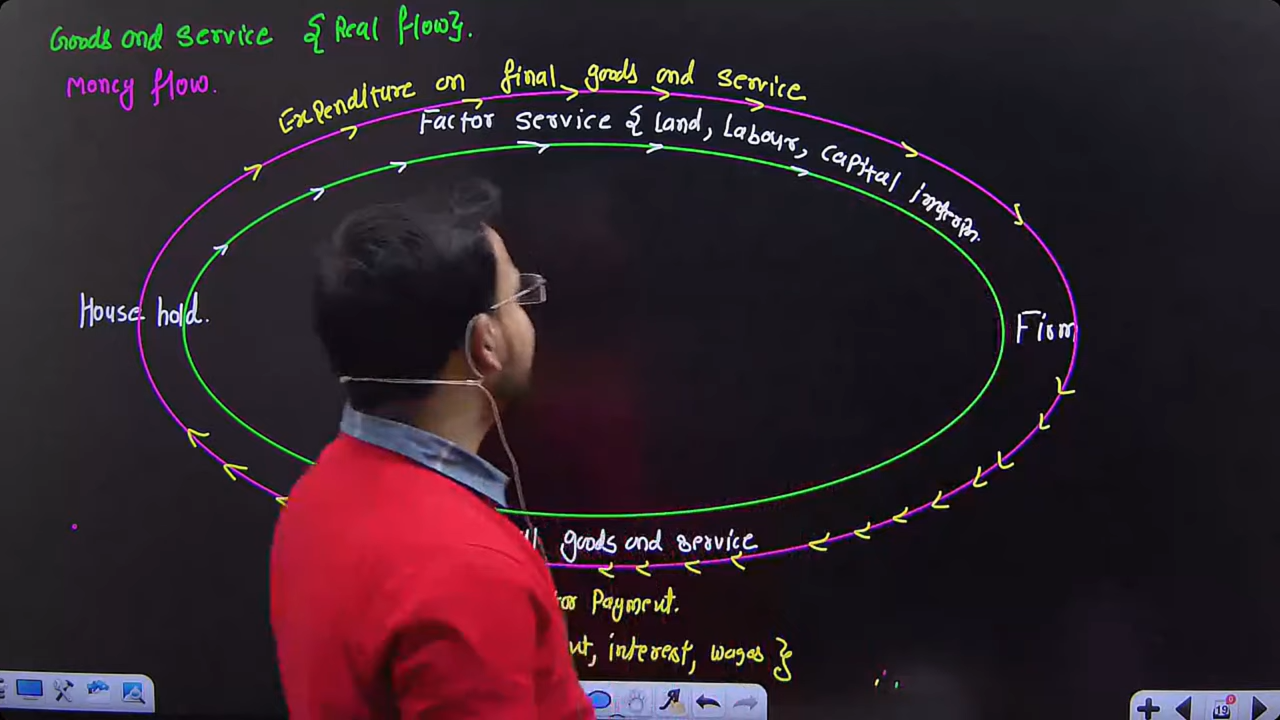 Goods and service {Real flow}.
Money flow.
Expenditure on final goods and service
Factor service { land, Labour, capital
House hold.
Firm
goods and service
Payment.
interest, wages }
19